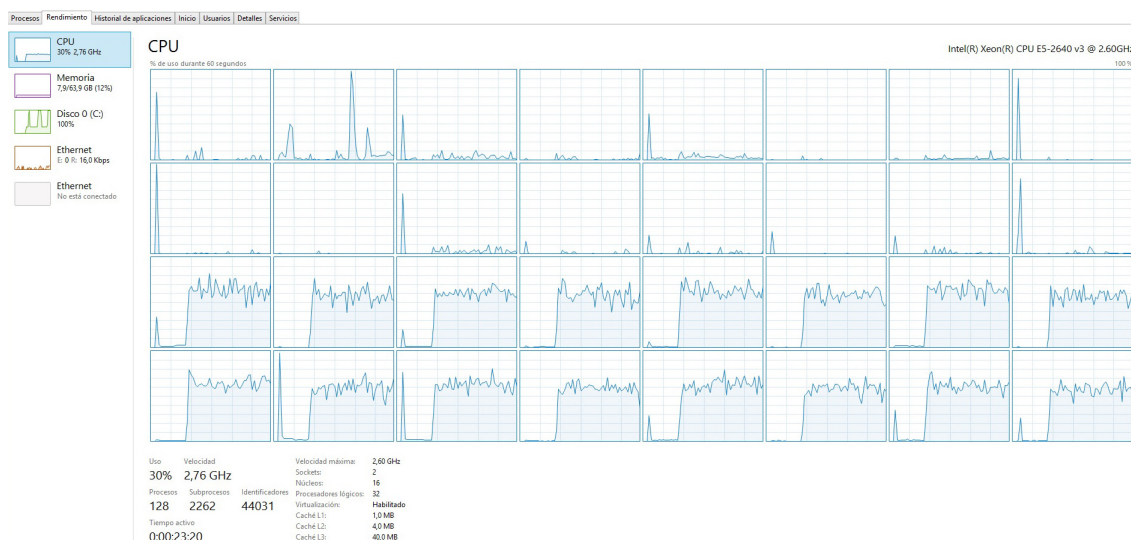 Procesos Rendimiento Historial de aplicaciones Inicio Usuarios Detalles Servicios
CPU
30% 2,76 GHz
Memoria
7,9/63,9 GB (12%)
Disco 0 (C:)
100%
Ethernet
E: 0 R: 16,0 Kbps
Ethernet
No está conectado
CPU
Intel(R) Xeon(R) CPU E5-2640 v3 @ 2.60GHz
% de uso durante 60 segundos
100 %
Uso
30%
Velocidad
2,76 GHz
Procesos
128
Subprocesos
2262
Identificadores
44031
Tiempo activo
0:00:23:20
Velocidad máxima: 2,60 GHz
Sockets: 2
Núcleos: 16
Procesadores lógicos: 32
Virtualización: Habilitado
Caché L1: 1,0 MB
Caché L2: 4,0 MB
Caché L3: 40,0 MB